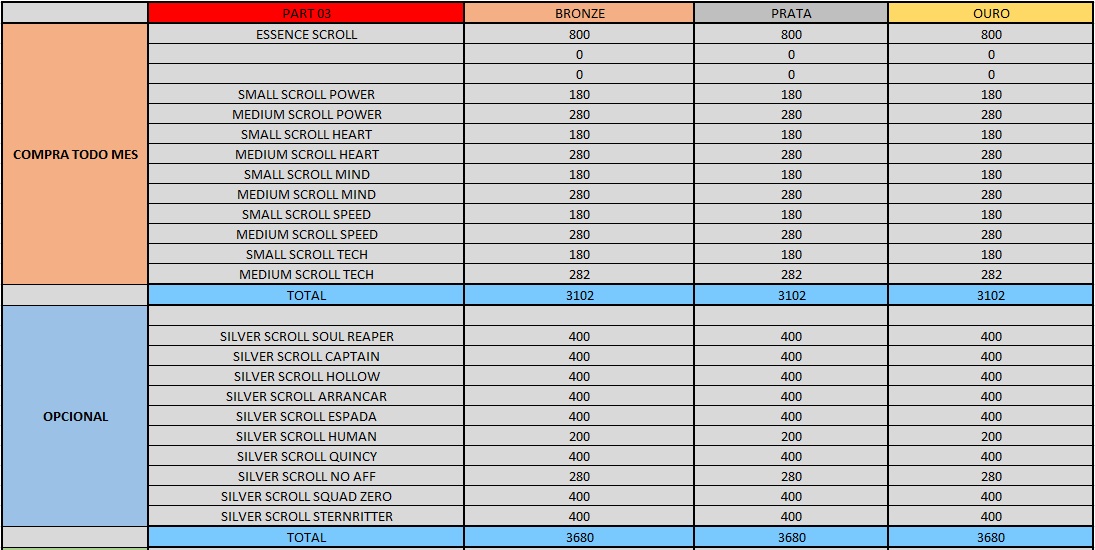 PART 03 BRONZE PRATA OURO
ESSENCE SCROLL 800 800 800
0 0 0
0 0 0
SMALL SCROLL POWER 180 180 180
MEDIUM SCROLL POWER 280 280 280
SMALL SCROLL HEART 180 180 180
COMPRA TODO MES MEDIUM SCROLL HEART 280 280 280
SMALL SCROLL MIND 180 180 180
MEDIUM SCROLL MIND 280 280 280
SMALL SCROLL SPEED 180 180 180
MEDIUM SCROLL SPEED 280 280 280
SMALL SCROLL TECH 180 180 180
MEDIUM SCROLL TECH 282 282 282
TOTAL 3102 3102 3102
SILVER SCROLL SOUL REAPER 400 400 400
SILVER SCROLL CAPTAIN 400 400 400
SILVER SCROLL HOLLOW 400 400 400
SILVER SCROLL ARRANCAR 400 400 400
OPCIONAL SILVER SCROLL ESPADA 400 400 400
SILVER SCROLL HUMAN 200 200 200
SILVER SCROLL QUINCY 400 400 400
SILVER SCROLL NO AFF 280 280 280
SILVER SCROLL SQUAD ZERO 400 400 400
SILVER SCROLL STERNRITTER 400 400 400
TOTAL 3680 3680 3680